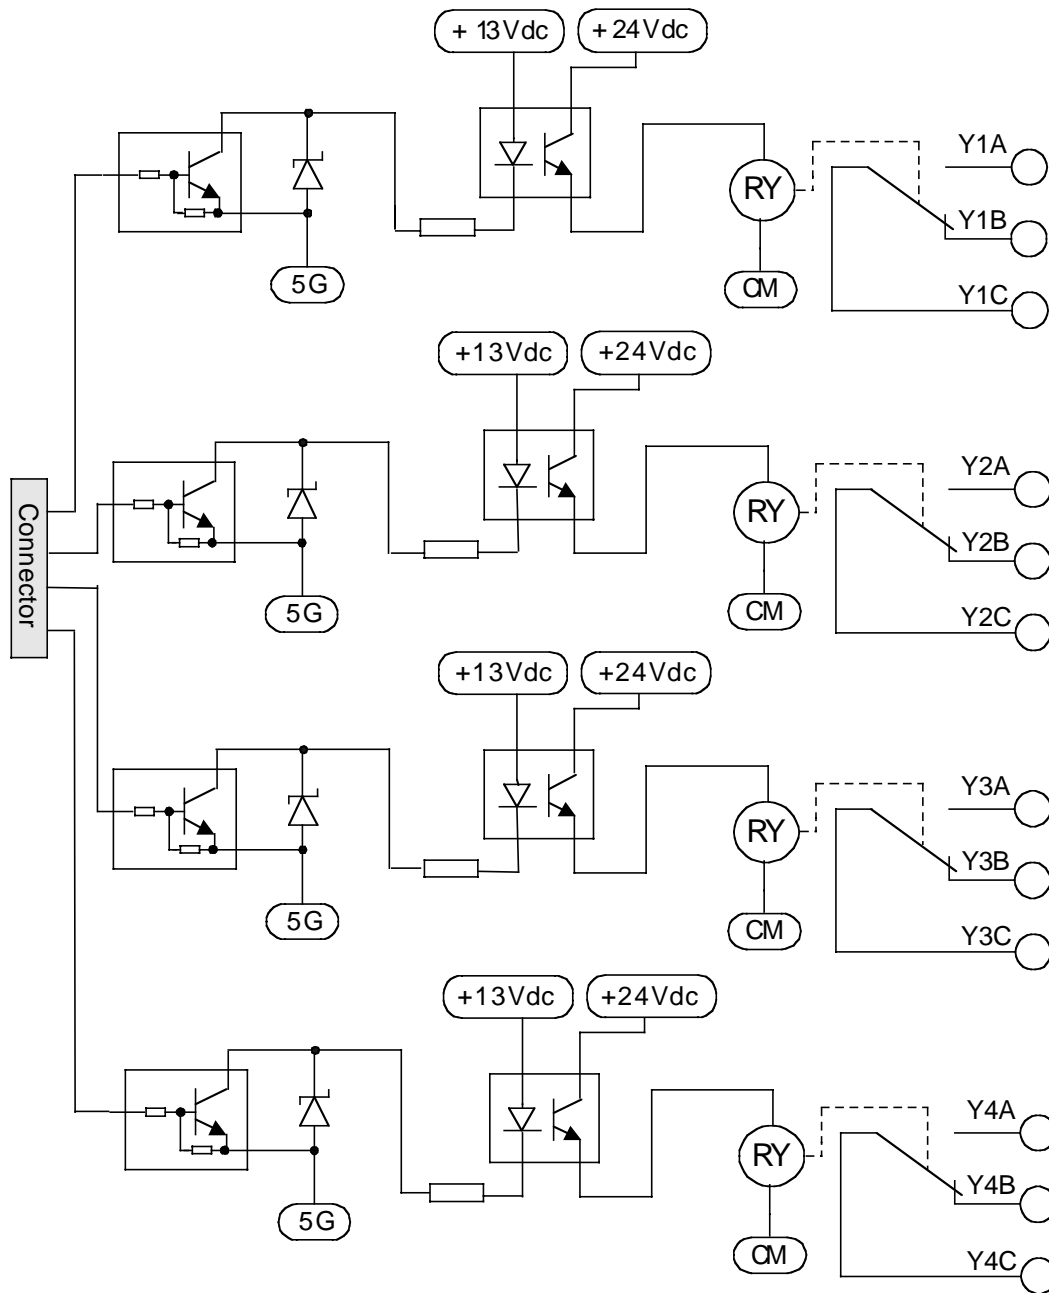 + 13Vdc
+24Vdc
Y1A
RY
Y1B
5G
CM
Y1C
+13Vdc
+24Vdc
Y2A
RY
Y2B
Connector
5G
CM
Y2C
+13Vdc
+24Vdc
Y3A
RY
Y3B
5G
CM
Y3C
+13Vdc
+24Vdc
Y4A
RY
Y4B
5G
CM
Y4C